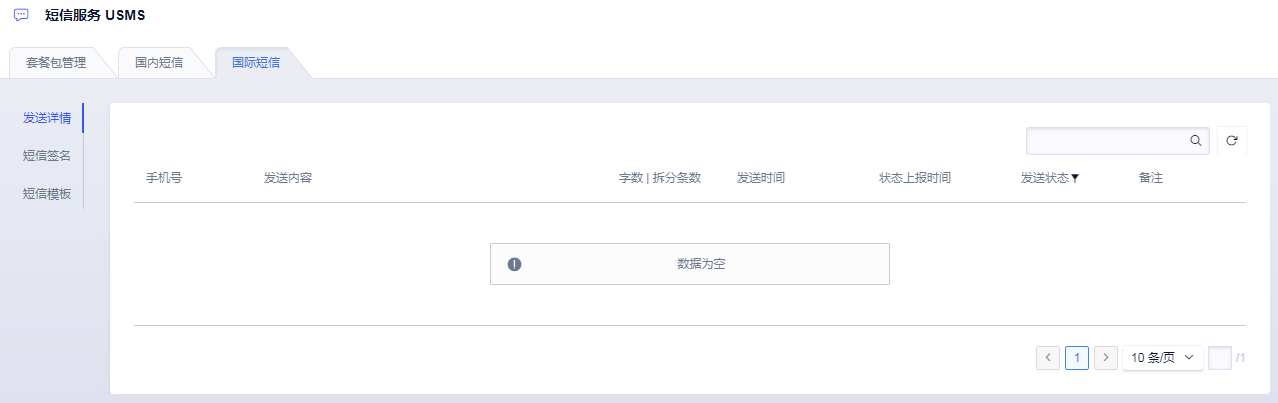 短信服务 USMS
套餐包管理 国内短信 国际短信
发送详情
短信签名
短信模板
手机号 发送内容 字数 | 拆分条数 发送时间 状态上报时间 发送状态 备注
数据为空
1 10 条/页 /1